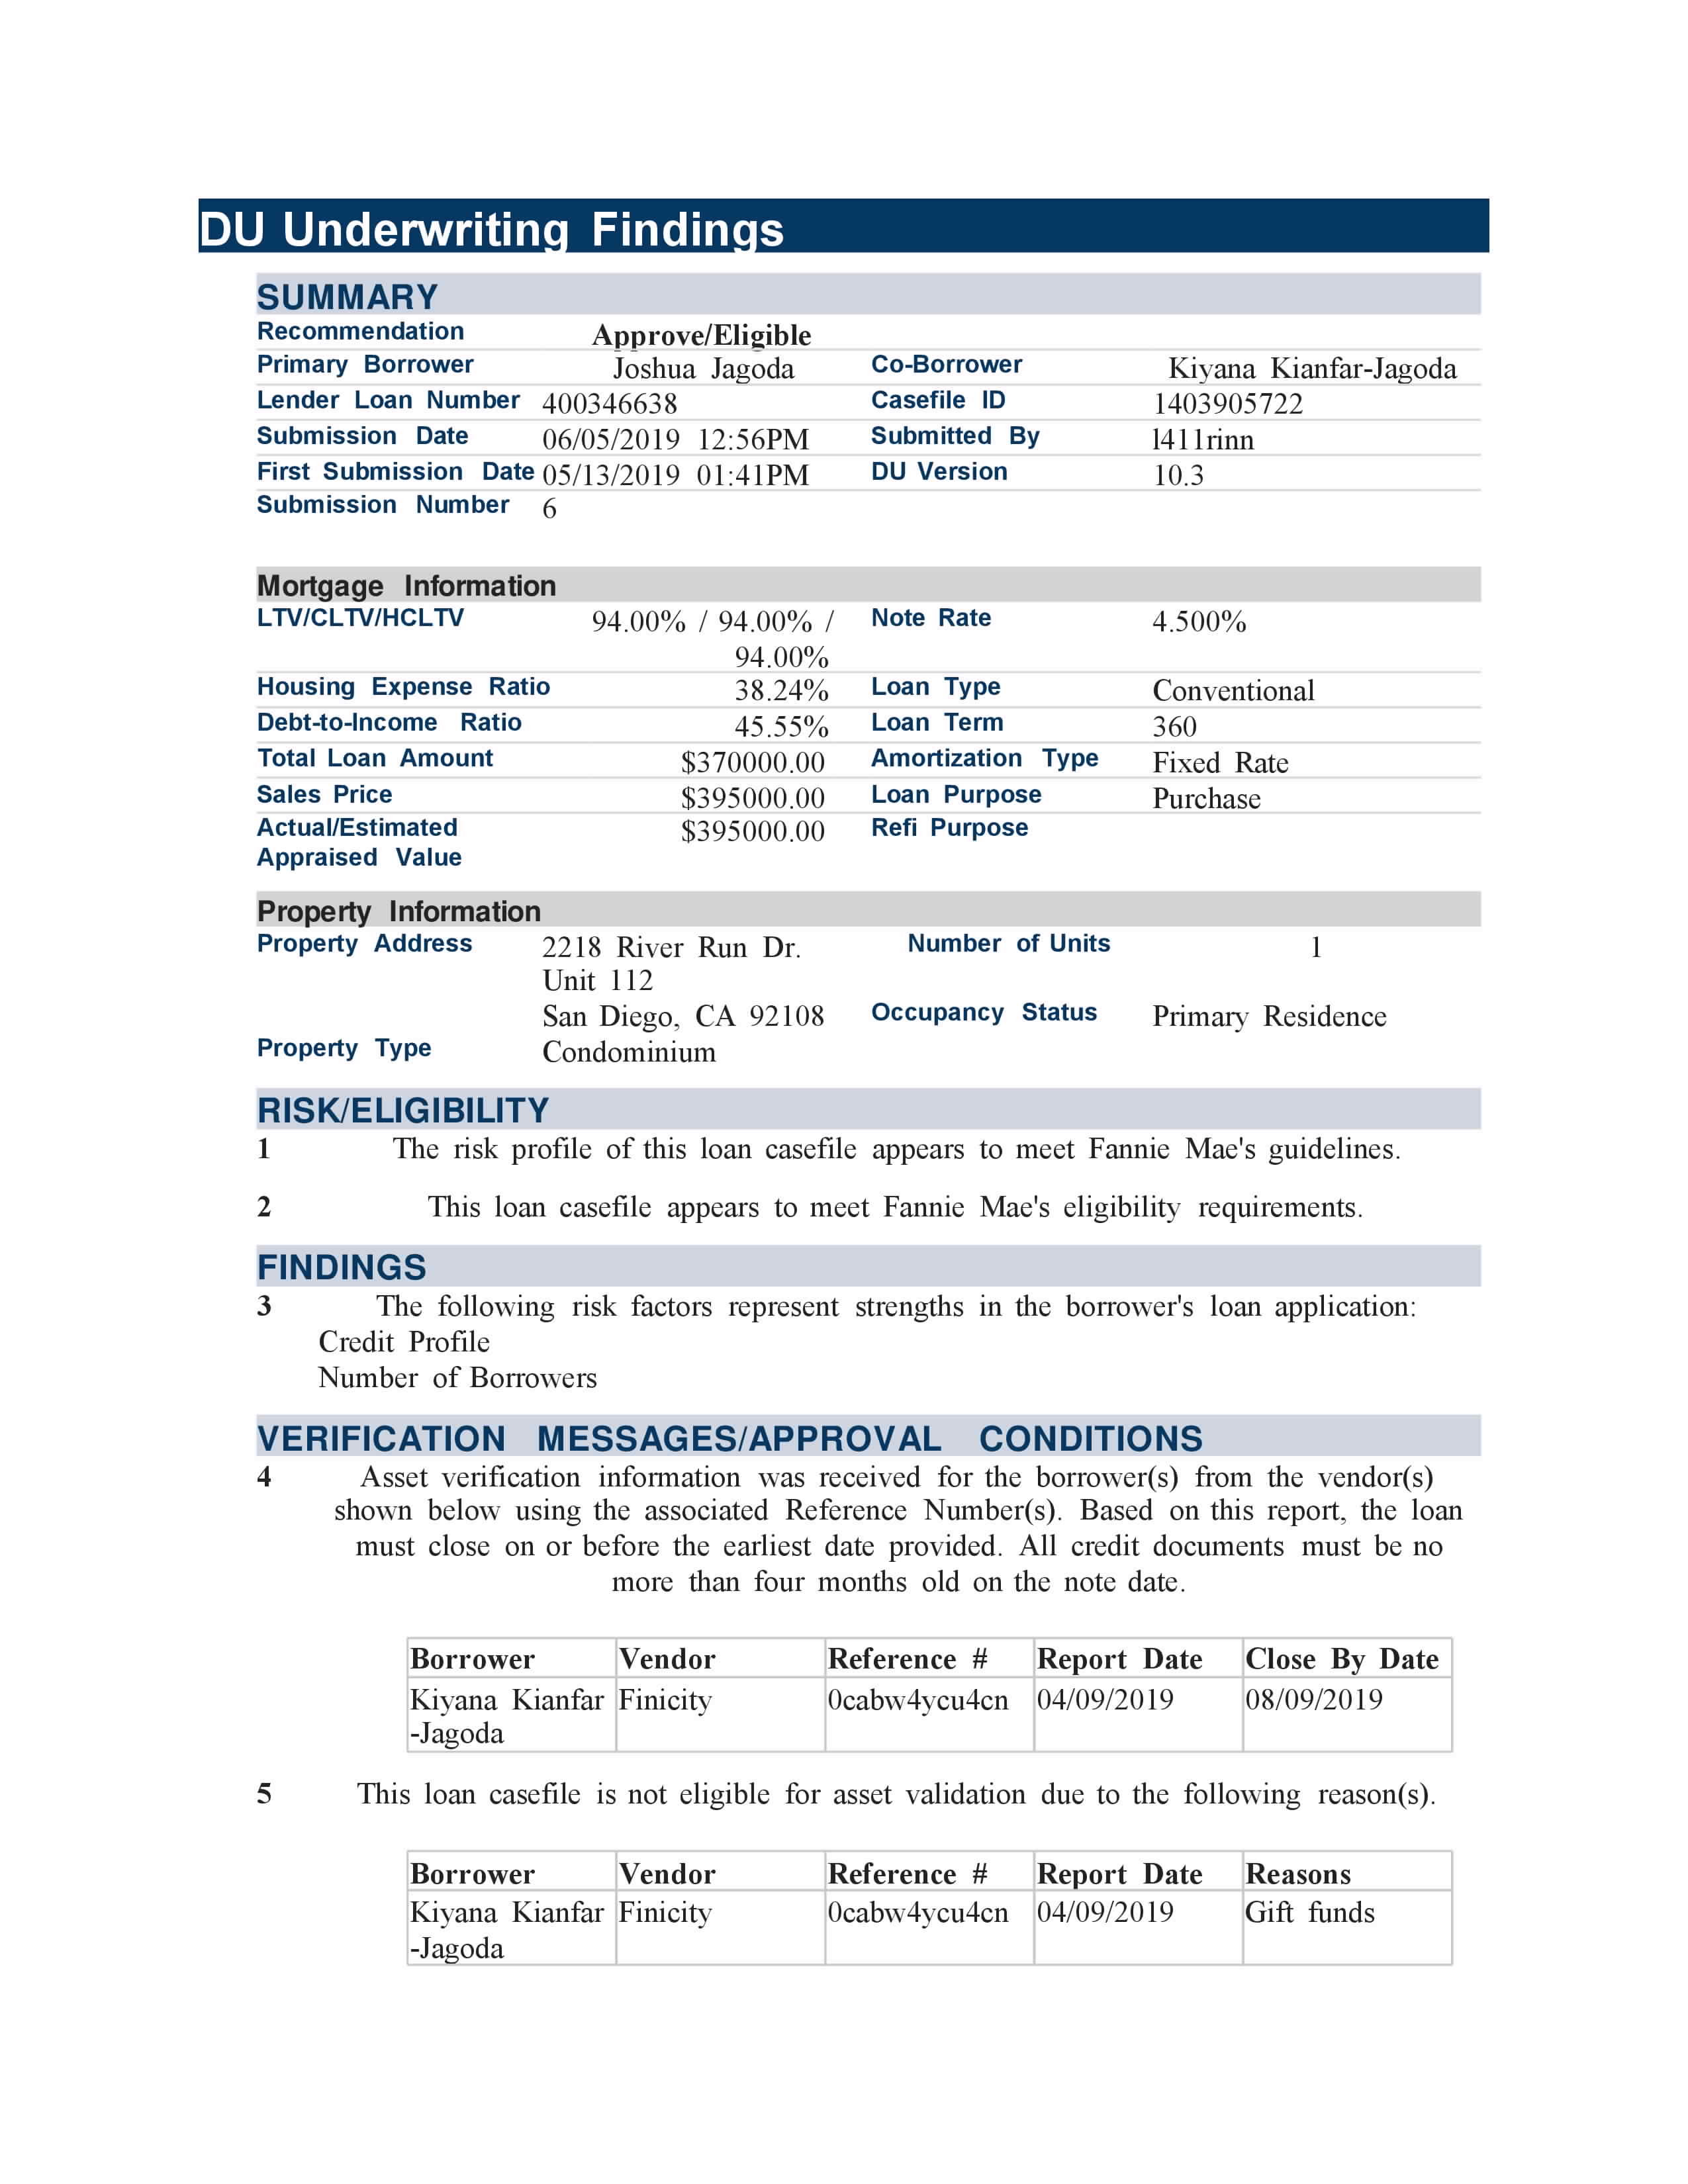 DU Underwriting Findings
SUMMARY
Recommendation Approve/Eligible
Primary Borrower Joshua Jagoda Co-Borrower Kiyana Kianfar-Jagoda
Lender Loan Number 400346638 Casefile ID 1403905722
Submission Date 06/05/2019 12:56PM Submitted By l411rinn
First Submission Date 05/13/2019 01:41PM DU Version 10.3
Submission Number 6
Mortgage Information
LTV/CLTV/HCLTV 94.00% / 94.00% / Note Rate 4.500%
94.00%
Housing Expense Ratio 38.24% Loan Type Conventional
Debt-to-Income Ratio 45.55% Loan Term 360
Total Loan Amount $370000.00 Amortization Type Fixed Rate
Sales Price $395000.00 Loan Purpose Purchase
Actual/Estimated $395000.00 Refi Purpose
Appraised Value
Property Information
Property Address 2218 River Run Dr. Number of Units 1
Unit 112
San Diego, CA 92108 Occupancy Status Primary Residence
Property Type Condominium
RISK/ELIGIBILITY
1 The risk profile of this loan casefile appears to meet Fannie Mae's guidelines.
2 This loan casefile appears to meet Fannie Mae's eligibility requirements.
FINDINGS
3 The following risk factors represent strengths in the borrower's loan application:
Credit Profile
Number of Borrowers
VERIFICATION MESSAGES/APPROVAL CONDITIONS
4 Asset verification information was received for the borrower(s) from the vendor(s)
shown below using the associated Reference Number(s). Based on this report, the loan
must close on or before the earliest date provided. All credit documents must be no
more than four months old on the note date.
Borrower Vendor Reference # Report Date Close By Date
Kiyana Kianfar Finicity 0cabw4ycu4cn 04/09/2019 08/09/2019
-Jagoda
5 This loan casefile is not eligible for asset validation due to the following reason(s).
Borrower Vendor Reference # Report Date Reasons
Kiyana Kianfar Finicity 0cabw4ycu4cn 04/09/2019 Gift funds
-Jagoda